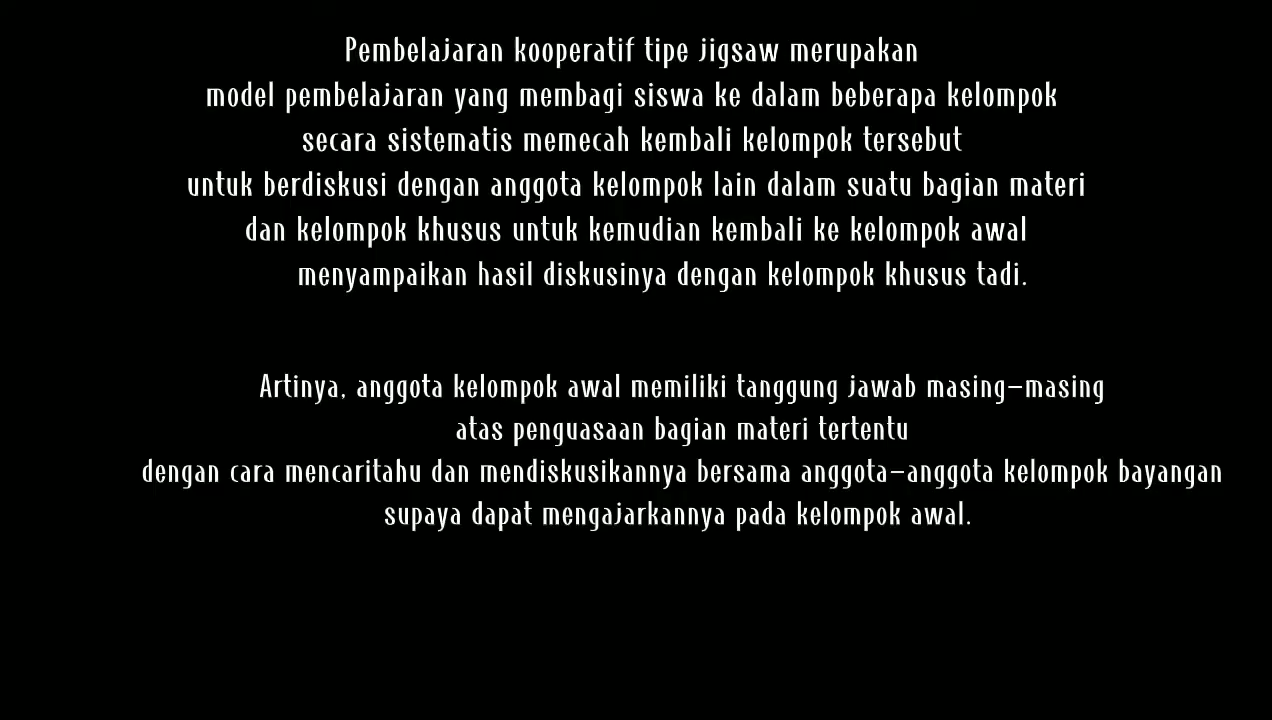 Pembelajaran kooperatif tipe jigsaw merupakan
model pembelajaran yang membagi siswa ke dalam beberapa kelompok
secara sistematis memecah kembali kelompok tersebut
untuk berdiskusi dengan anggota kelompok lain dalam suatu bagian materi
dan kelompok khusus untuk kemudian kembali ke kelompok awal
menyampaikan hasil diskusinya dengan kelompok khusus tadi.
Artinya, anggota kelompok awal memiliki tanggung jawab masing-masing
atas penguasaan bagian materi tertentu
dengan cara mencaritahu dan mendiskusikannya bersama anggota-anggota kelompok bayangan
supaya dapat mengajarkannya pada kelompok awal.